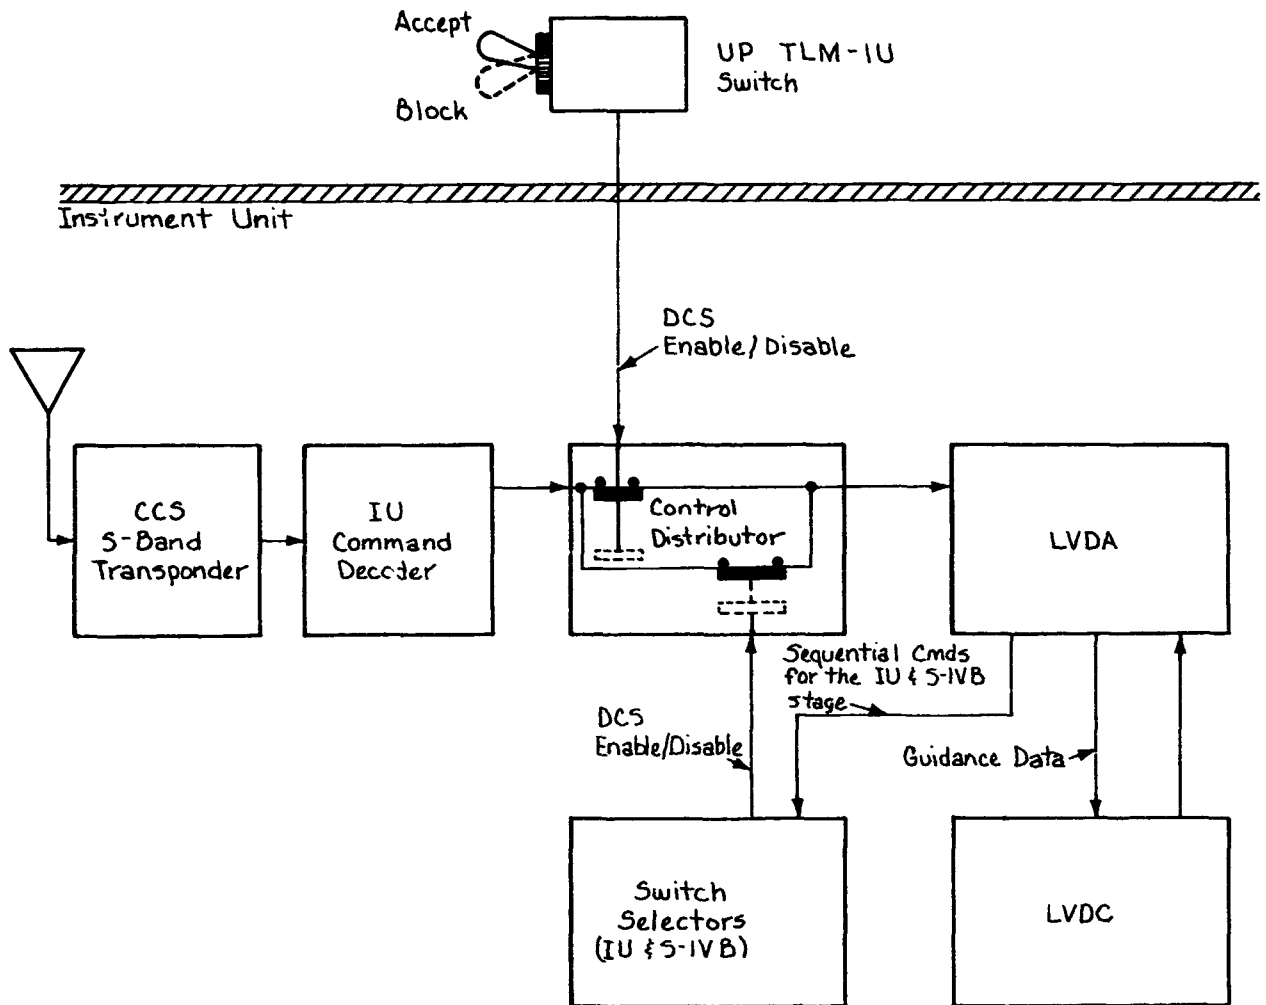 Accept
Block
UP TLM-IU
Switch
Instrument Unit
DCS
Enable/Disable
CCS
S-Band
Transponder
IU
Command
Decoder
Control
Distributor
LVDA
Sequential Cmds
for the IU & S-IVB
stage
DCS
Enable/Disable
Guidance Data
Switch
Selectors
(IU & S-IVB)
LVDC